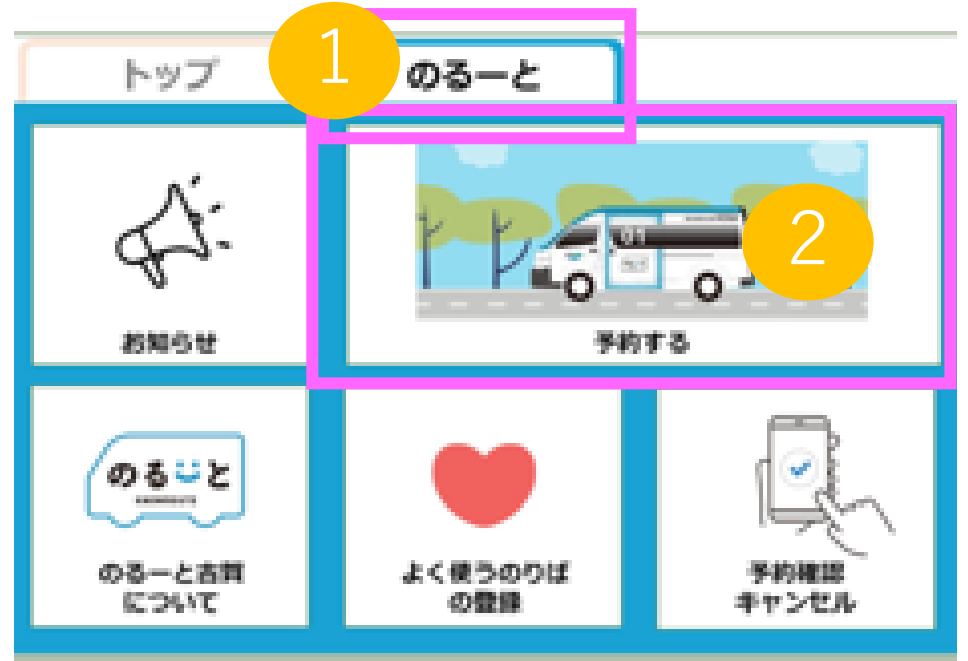 トップ
1
のるーと
01
2
お知らせ
予約する
のるーと
のるーと古賀
について
よく使うのりば
の登録
予約確認
キャンセル